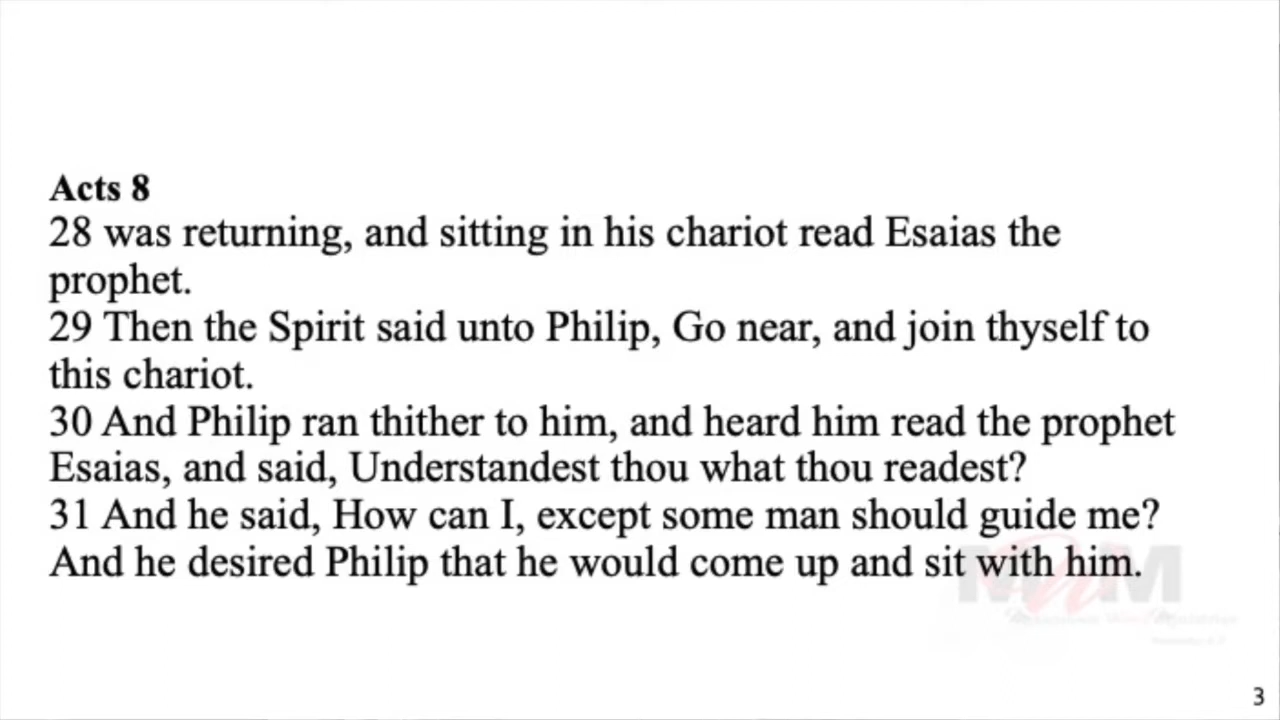 Acts 8
28 was returning, and sitting in his chariot read Esaias the
prophet.
29 Then the Spirit said unto Philip, Go near, and join thyself to
this chariot.
30 And Philip ran thither to him, and heard him read the prophet
Esaias, and said, Understandest thou what thou readest?
31 And he said, How can I, except some man should guide me?
And he desired Philip that he would come up and sit with him.
3